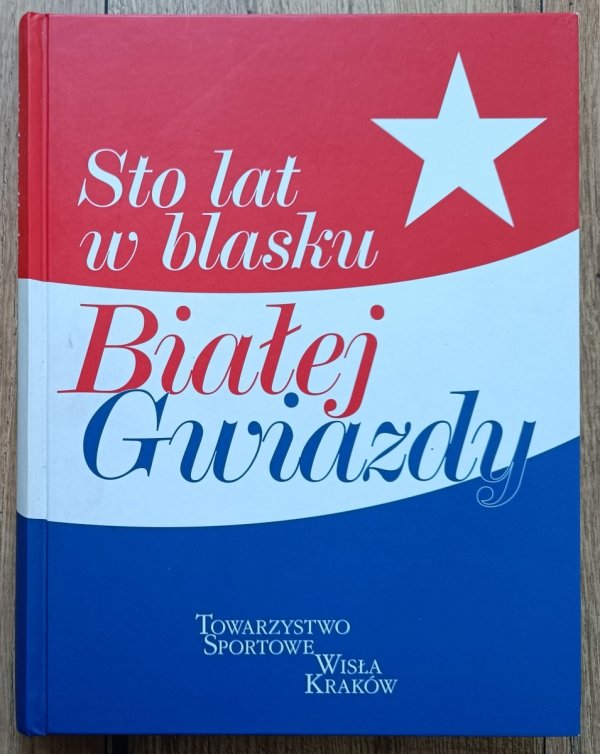 Sto lat
w blasku
Białej
Gwiazdy
TOWARZYSTWO
SPORTOWE
WISŁA
KRAKÓW